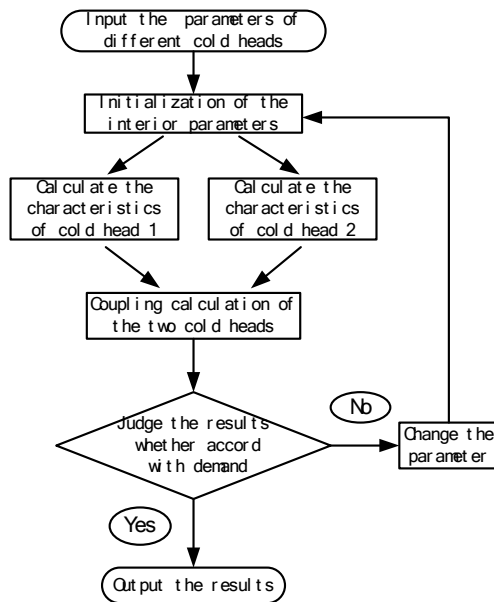 Input the parameters of
different cold heads
Initialization of the
interior parameters
Calculate the
characteristics
of cold head 1
Calculate the
characteristics
of cold head 2
Coupling calculation of
the two cold heads
Judge the results
whether accord
with demand
No
Change the
parameter
Yes
Output the results